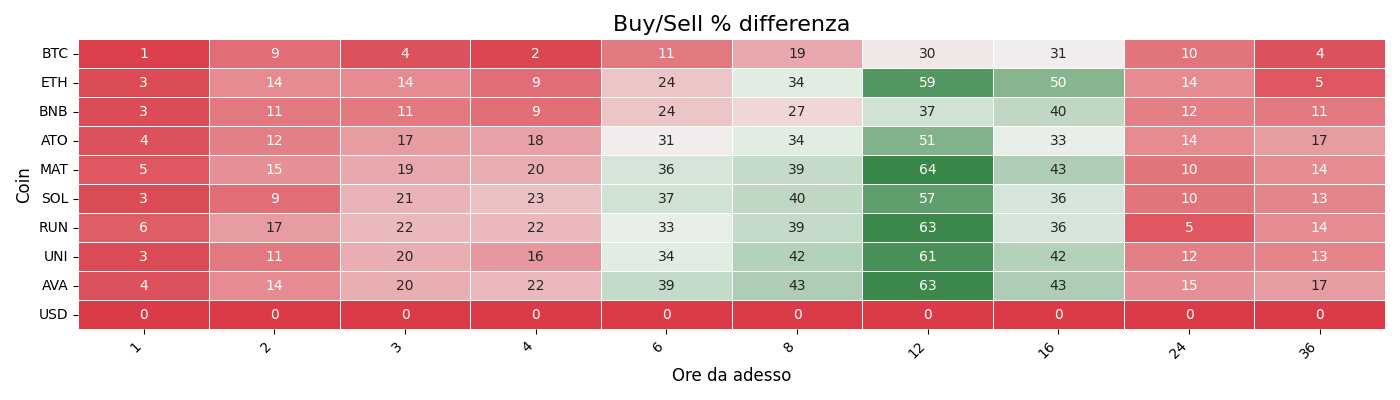 Buy/Sell % differenza
Coin
BTC 1 9 4 2 11 19 30 31 10 4
ETH 3 14 14 9 24 34 59 50 14 5
BNB 3 11 11 9 24 27 37 40 12 11
ATO 4 12 17 18 31 34 51 33 14 17
MAT 5 15 19 20 36 39 64 43 10 14
SOL 3 9 21 23 37 40 57 36 10 13
RUN 6 17 22 22 33 39 63 36 5 14
UNI 3 11 20 16 34 42 61 42 12 13
AVA 4 14 20 22 39 43 63 43 15 17
USD 0 0 0 0 0 0 0 0 0 0
1 2 3 4 6 8 12 16 24 36
Ore da adesso